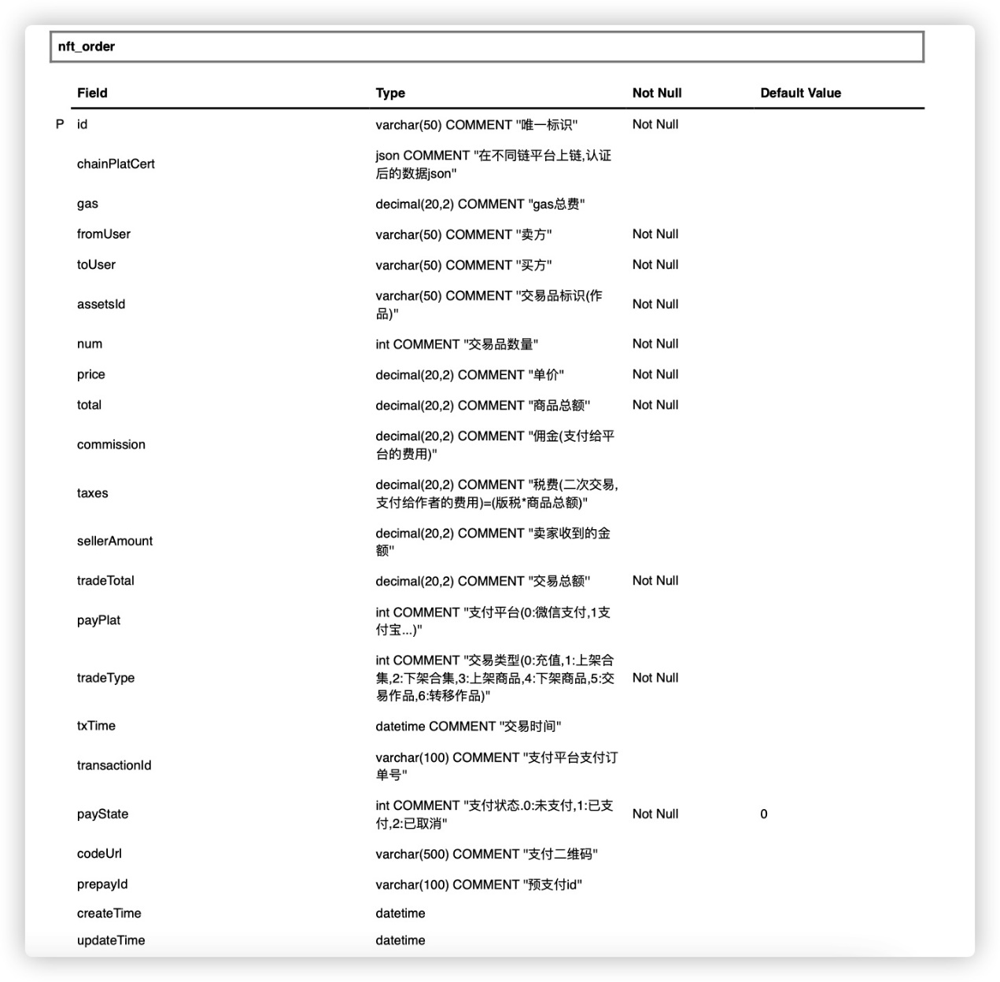 nft_order
Field Type Not Null Default Value
P id varchar(50) COMMENT "唯一标识" Not Null
chainPlatCert json COMMENT "在不同链平台上链,认证
后的数据json"
gas decimal(20,2) COMMENT "gas总费"
fromUser varchar(50) COMMENT "卖方" Not Null
toUser varchar(50) COMMENT "买方" Not Null
assetsId varchar(50) COMMENT "交易品标识(作 Not Null
品)"
num int COMMENT "交易品数量" Not Null
price decimal(20,2) COMMENT "单价" Not Null
total decimal(20,2) COMMENT "商品总额" Not Null
commission decimal(20,2) COMMENT "佣金(支付给平
台的费用)"
taxes decimal(20,2) COMMENT "税费(二次交易,
支付给作者的费用)=(版税*商品总额)"
sellerAmount decimal(20,2) COMMENT "卖家收到的金
额"
tradeTotal decimal(20,2) COMMENT "交易总额" Not Null
payPlat int COMMENT "支付平台(0:微信支付,1支
付宝...)"
tradeType int COMMENT "交易类型(0:充值,1:上架合
集,2:下架合集,3:上架商品,4:下架商品,5:交 Not Null
易作品,6:转移作品)"
txTime datetime COMMENT "交易时间"
transactionId varchar(100) COMMENT "支付平台支付订
单号"
payState int COMMENT "支付状态.0:未支付,1:已支 Not Null 0
付,2:已取消"
codeUrl varchar(500) COMMENT "支付二维码"
prepayId varchar(100) COMMENT "预支付id"
createTime datetime
updateTime datetime